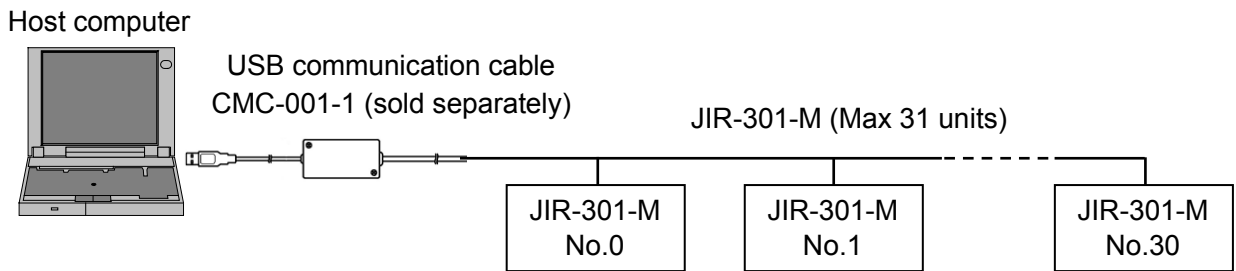 Host computer
USB communication cable
CMC-001-1 (sold separately)
JIR-301-M (Max 31 units)
JIR-301-M
No.0
JIR-301-M
No.1
JIR-301-M
No.30